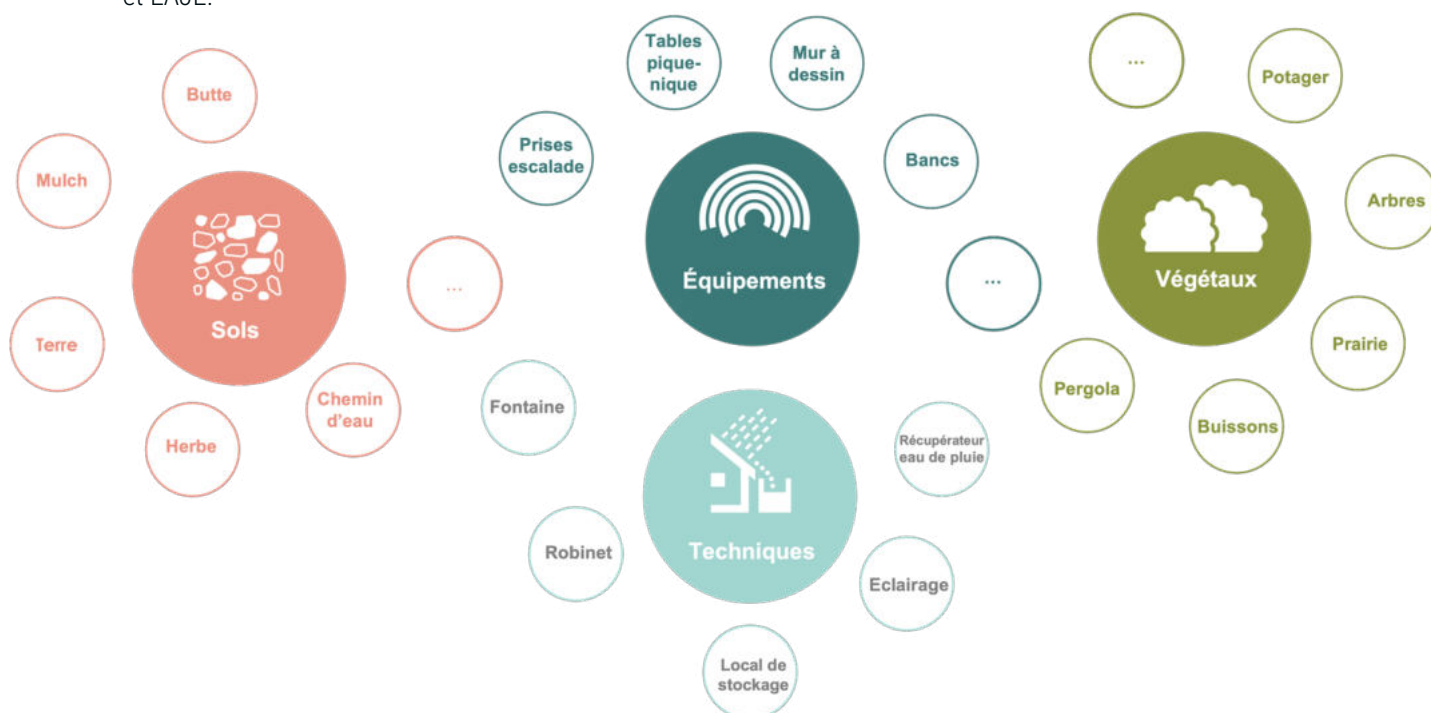 et EAJE.
Butte
Mulch
Terre
Herbe
Chemin
d'eau
...
Sols
Tables
pique-
nique
Mur à
dessin
Prises
escalade
Bancs
...
Équipements
Fontaine
Robinet
Local de
stockage
Eclairage
Récupérateur
eau de pluie
Techniques
...
Potager
Arbres
Prairie
Buissons
Pergola
Végétaux